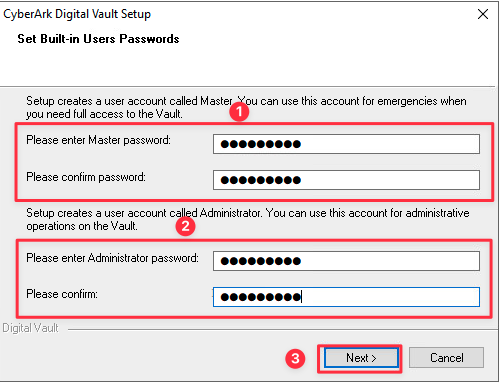 CyberArk Digital Vault Setup
Set Built-in Users Passwords
Setup creates a user account called Master. You can use this account for emergencies when
you need full access to the Vault.
1
Please enter Master password:
●●●●●●●●●
Please confirm password:
●●●●●●●●●
Setup creates a user account called Administrator. You can use this account for administrative
operations on the Vault.
2
Please enter Administrator password:
●●●●●●●●●
Please confirm:
●●●●●●●●●
Digital Vault
3
Next >
Cancel